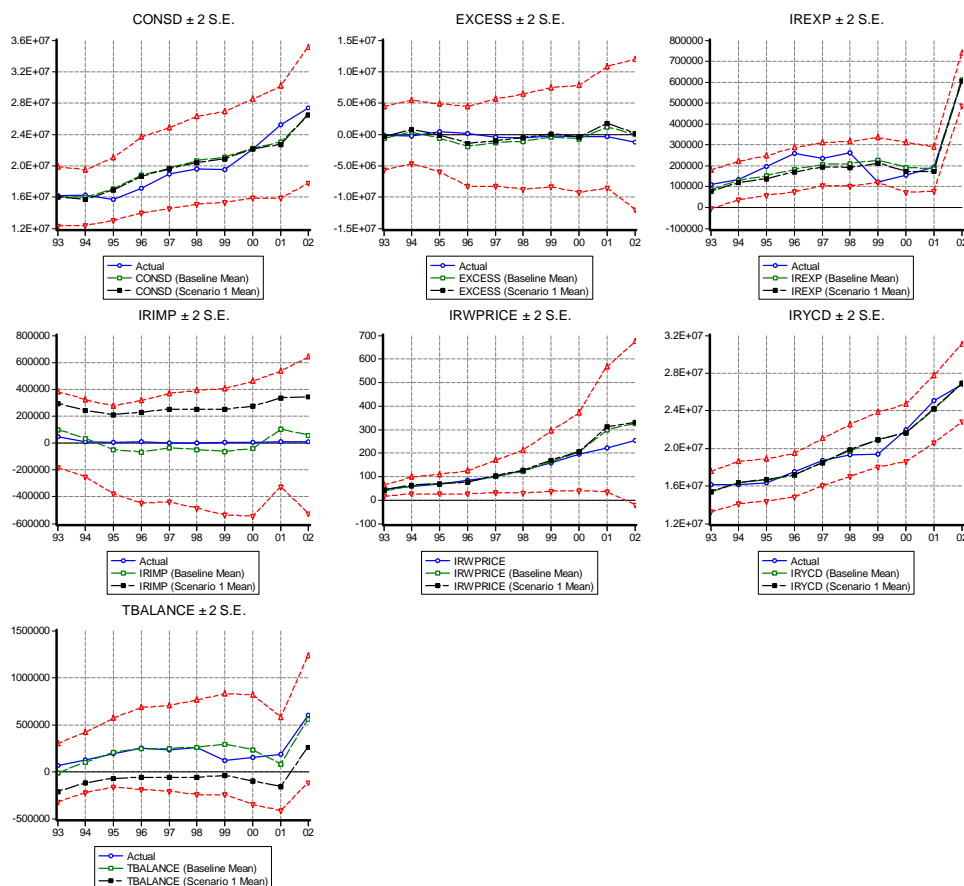 CONSD ± 2 S.E.
3.6E+07
3.2E+07
2.8E+07
2.4E+07
2.0E+07
1.6E+07
1.2E+07
93 94 95 96 97 98 99 00 01 02
Actual
CONSD (Baseline Mean)
CONSD (Scenario 1 Mean)
EXCESS ± 2 S.E.
1.5E+07
1.0E+07
5.0E+06
0.0E+00
-5.0E+06
-1.0E+07
-1.5E+07
93 94 95 96 97 98 99 00 01 02
Actual
EXCESS (Baseline Mean)
EXCESS (Scenario 1 Mean)
IREXP ± 2 S.E.
800000
700000
600000
500000
400000
300000
200000
100000
0
-100000
93 94 95 96 97 98 99 00 01 02
Actual
IREXP (Baseline Mean)
IREXP (Scenario 1 Mean)
IRIMP ± 2 S.E.
800000
600000
400000
200000
0
-200000
-400000
-600000
93 94 95 96 97 98 99 00 01 02
Actual
IRIMP (Baseline Mean)
IRIMP (Scenario 1 Mean)
IRWPRICE ± 2 S.E.
700
600
500
400
300
200
100
0
-100
93 94 95 96 97 98 99 00 01 02
IRWPRICE
IRWPRICE (Baseline Mean)
IRWPRICE (Scenario 1 Mean)
IRYCD ± 2 S.E.
3.2E+07
2.8E+07
2.4E+07
2.0E+07
1.6E+07
1.2E+07
93 94 95 96 97 98 99 00 01 02
Actual
IRYCD (Baseline Mean)
IRYCD (Scenario 1 Mean)
TBALANCE ± 2 S.E.
1500000
1000000
500000
0
-500000
93 94 95 96 97 98 99 00 01 02
Actual
TBALANCE (Baseline Mean)
TBALANCE (Scenario 1 Mean)